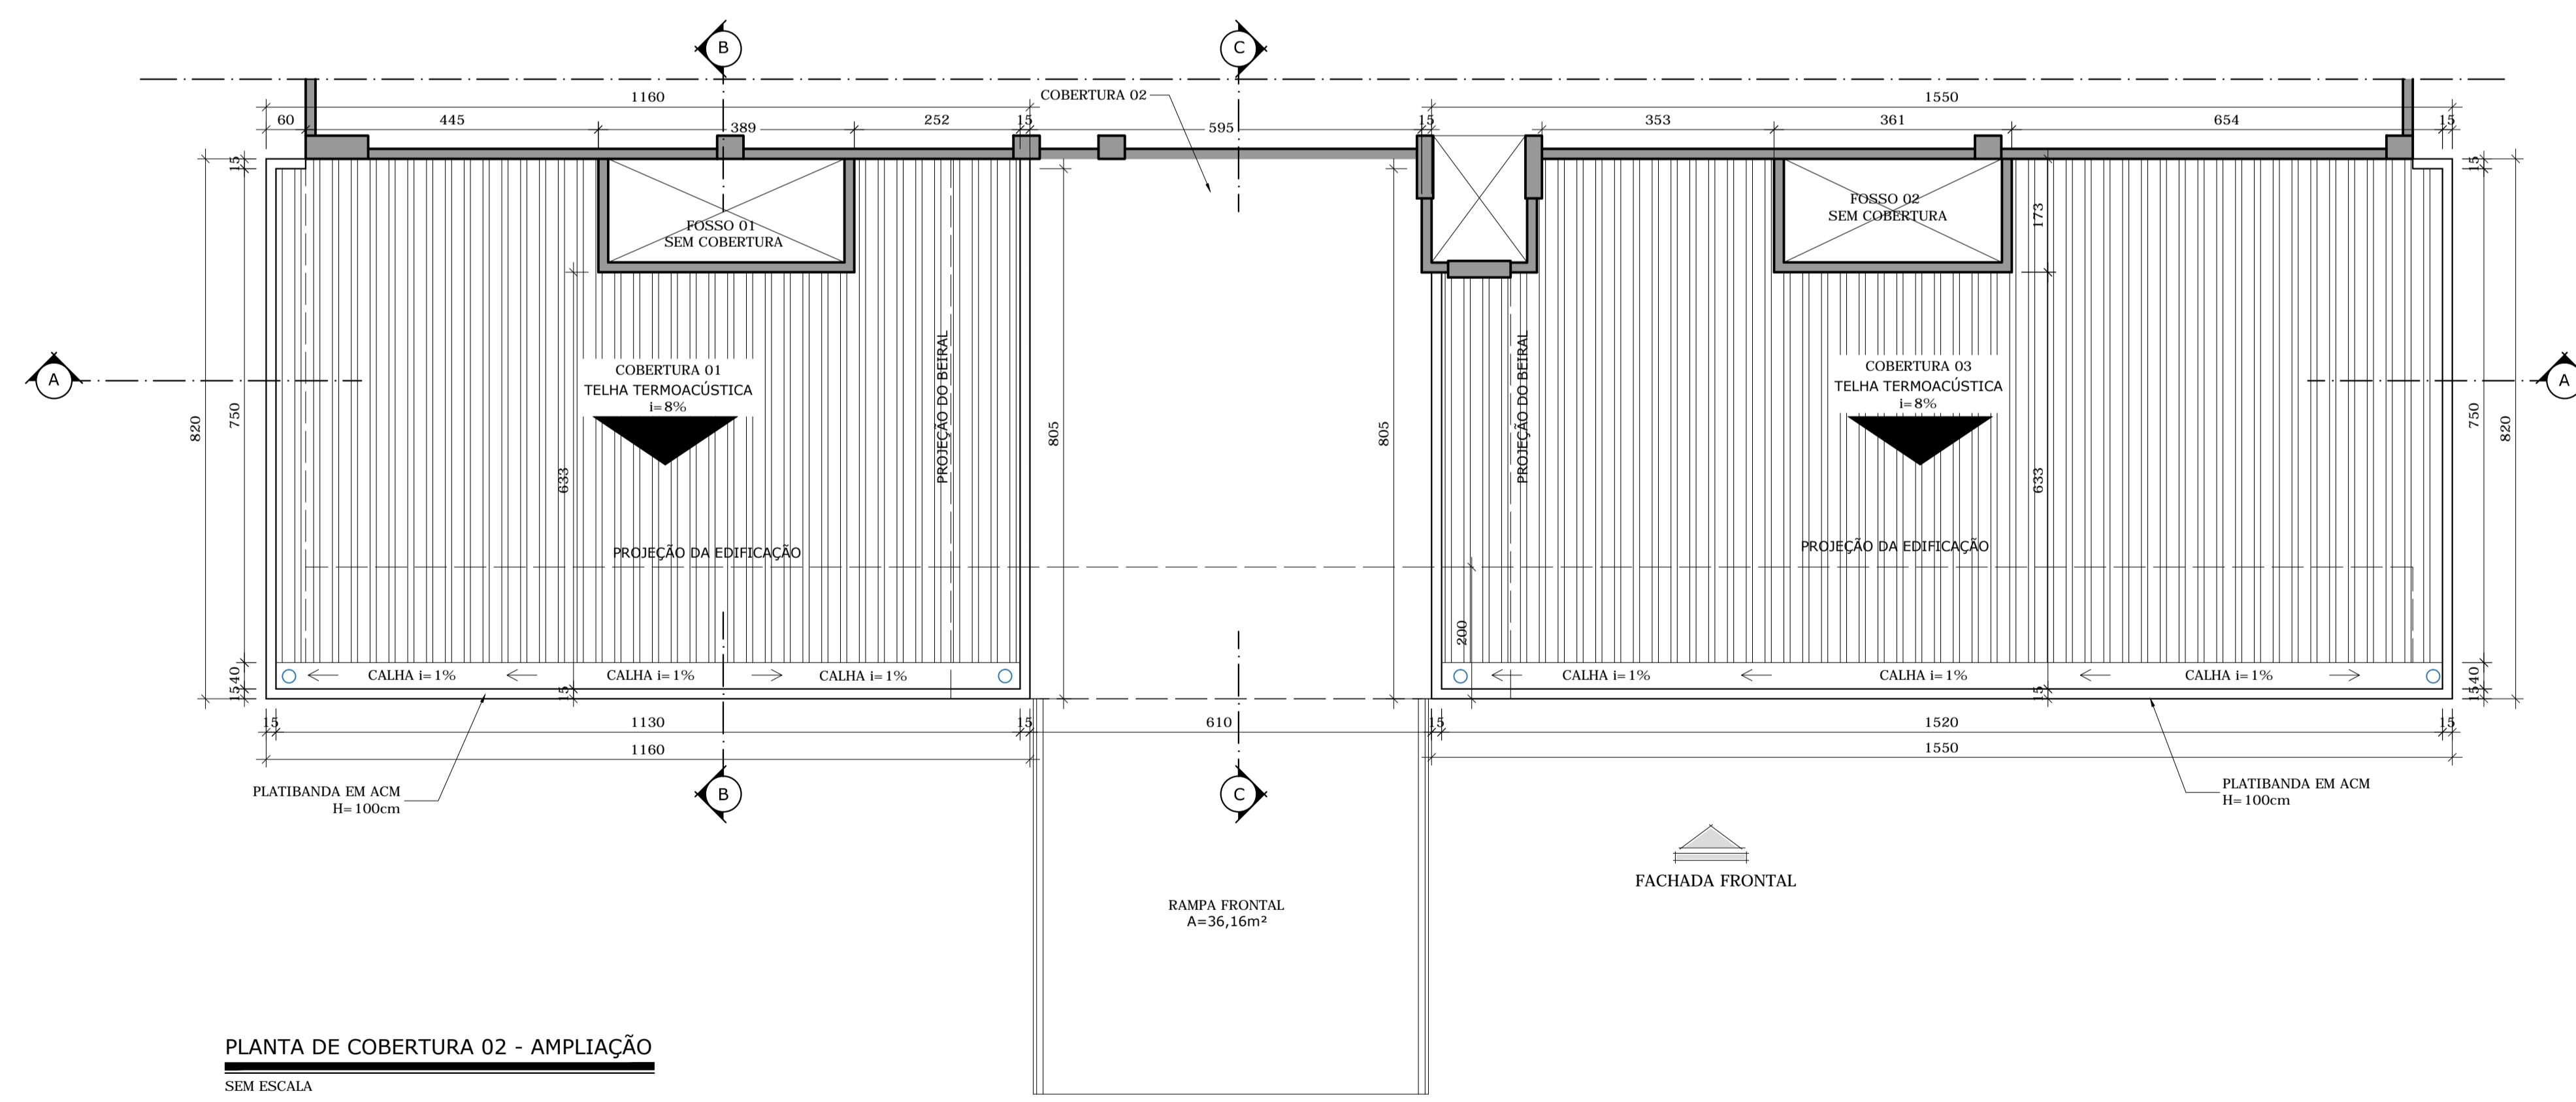 B
C
COBERTURA 02
1160
1550
60
445
389
252
15
595
15
353
361
654
15
15
15
FOSSO 01
SEM COBERTURA
FOSSO 02
SEM COBERTURA
173
A
A
820
750
COBERTURA 01
TELHA TERMOACÚSTICA
i=8%
PROJEÇÃO DO BEIRAL
805
805
PROJEÇÃO DO BEIRAL
COBERTURA 03
TELHA TERMOACÚSTICA
i=8%
750
820
633
633
PROJEÇÃO DA EDIFICAÇÃO
PROJEÇÃO DA EDIFICAÇÃO
200
40
15
CALHA i=1%
CALHA i=1%
CALHA i=1%
15
CALHA i=1%
CALHA i=1%
CALHA i=1%
15
40
15
15
1130
15
610
15
1520
15
1160
1550
PLATIBANDA EM ACM
H=100cm
B
C
PLATIBANDA EM ACM
H=100cm
FACHADA FRONTAL
RAMPA FRONTAL
A=36,16m²
PLANTA DE COBERTURA 02 - AMPLIAÇÃO
SEM ESCALA